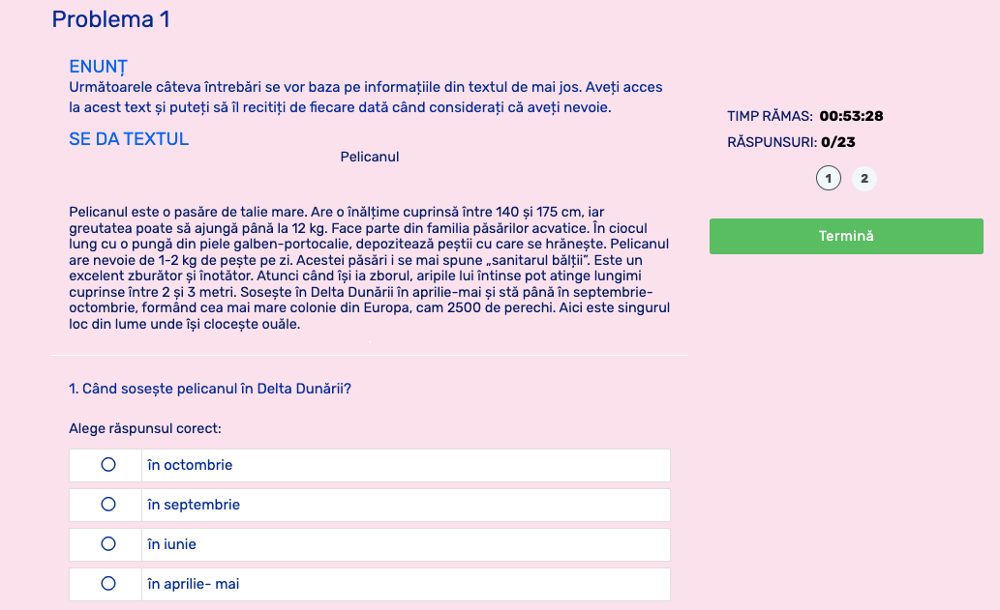 Problema 1
ENUNȚ
Următoarele câteva întrebări se vor baza pe informațiile din textul de mai jos. Aveți acces
la acest text și puteți să îl recitiți de fiecare dată când considerați că aveți nevoie.
SE DA TEXTUL
Pelicanul
Pelicanul este o pasăre de talie mare. Are o înălțime cuprinsă între 140 și 175 cm, iar
greutatea poate să ajungă până la 12 kg. Face parte din familia păsărilor acvatice. În ciocul
lung cu o pungă din piele galben-portocalie, depozitează peștii cu care se hrănește. Pelicanul
are nevoie de 1-2 kg de pește pe zi. Acestei păsări i se mai spune „sanitarul bălții”. Este un
excelent zburător și înotător. Atunci când își ia zborul, aripile lui întinse pot atinge lungimi
cuprinse între 2 și 3 metri. Sosește în Delta Dunării în aprilie-mai și stă până în septembrie-
octombrie, formând cea mai mare colonie din Europa, cam 2500 de perechi. Aici este singurul
loc din lume unde își clocește ouăle.
1. Când sosește pelicanul în Delta Dunării?
Alege răspunsul corect:
în octombrie
în septembrie
în iunie
în aprilie- mai
TIMP RĂMAS: 00:53:28
RĂSPUNSURI: 0/23
1 2
Termină